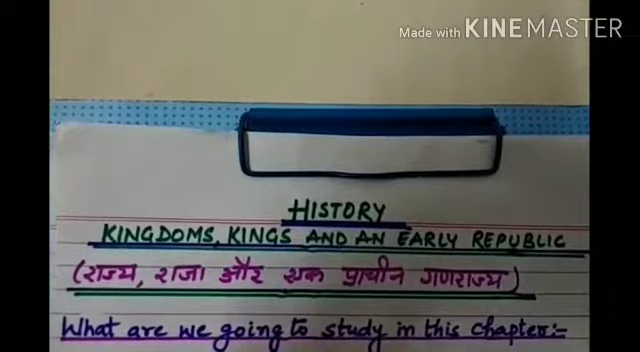 Made with KINEMASTER
HISTORY
KINGDOMS, KINGS AND AN EARLY REPUBLIC
(राज्य, राजा और एक प्राचीन गणराज्य)
What are we going to study in this Chapter:-